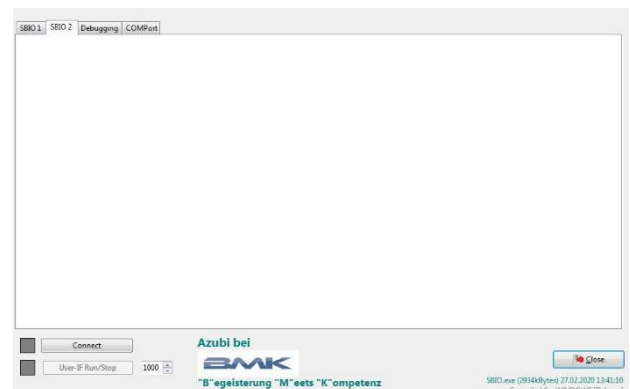 SBIO 1 SBIO 2 Debugging COMPort
Connect
User-IF Run/Stop 1000
Azubi bei
BMK
"B"egeisterung "M"eets "K"ompetenz
Close
SBIO.exe (2934kBytes) 27.02.2020 13:41:10